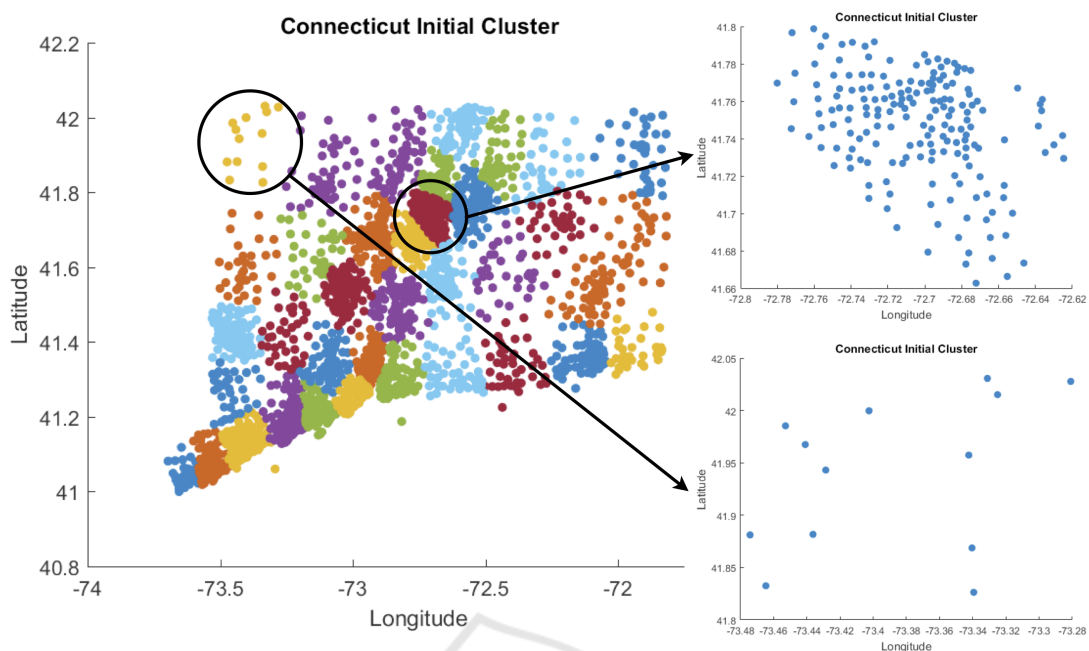 Connecticut Initial Cluster
42.2
42
41.8
41.6
41.4
41.2
41
40.8
Latitude
-74 -73.5 -73 -72.5 -72
Longitude
Connecticut Initial Cluster
41.8
41.78
41.76
41.74
41.72
41.7
41.68
41.66
Latitude
-72.8 -72.78 -72.76 -72.74 -72.72 -72.7 -72.68 -72.66 -72.64 -72.62
Longitude
Connecticut Initial Cluster
42.05
42
41.95
41.9
41.85
41.8
Latitude
-73.48 -73.46 -73.44 -73.42 -73.4 -73.38 -73.36 -73.34 -73.32 -73.3 -73.28
Longitude